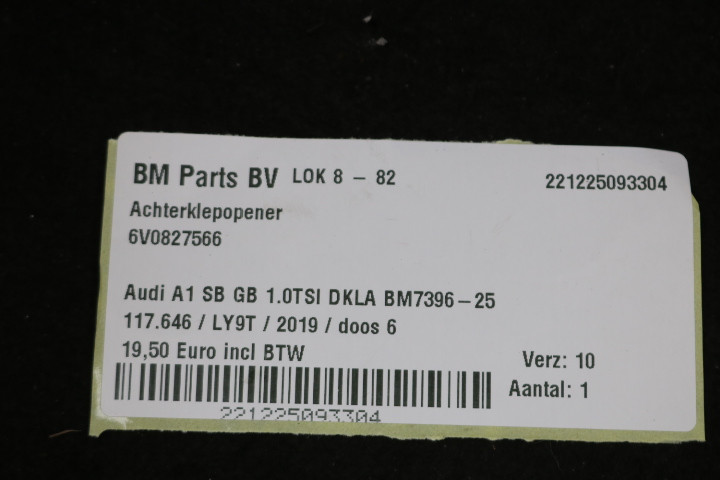 BM Parts BV LOK 8 - 82 221225093304
Achterklepopener
6V0827566
Audi A1 SB GB 1.0TSI DKLA BM7396-25
117.646 / LY9T / 2019 / doos 6
19,50 Euro incl BTW
Verz: 10
Aantal: 1
221225093304